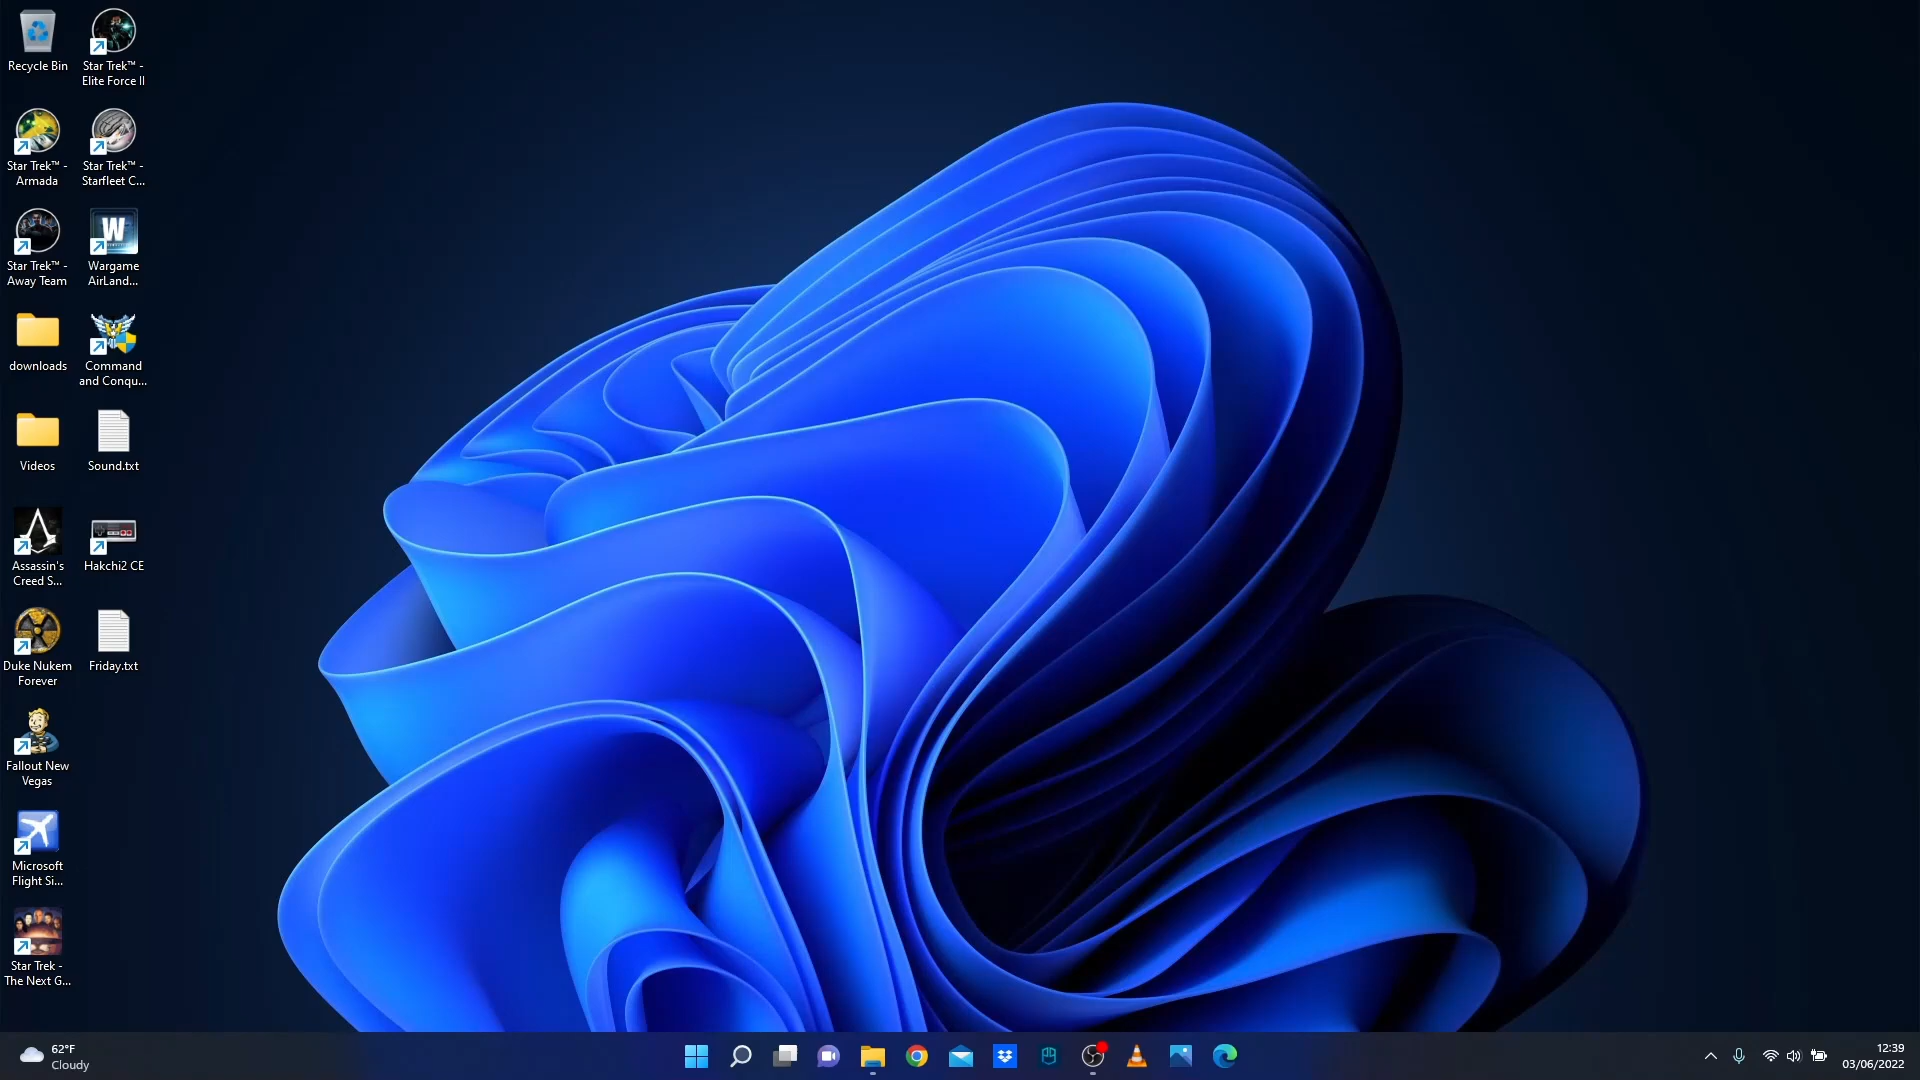 Recycle Bin
Star Trek™ -
Elite Force II
Star Trek™ -
Armada
Star Trek™ -
Starfleet C...
Star Trek™ -
Away Team
W
Wargame
AirLand...
downloads
Command
and Conqu...
Videos
Sound.txt
Assassin's
Creed S...
Hakchi2 CE
Duke Nukem
Forever
Friday.txt
Fallout New
Vegas
Microsoft
Flight Si...
Star Trek -
The Next G...
62°F
Cloudy
12:39
03/06/2022